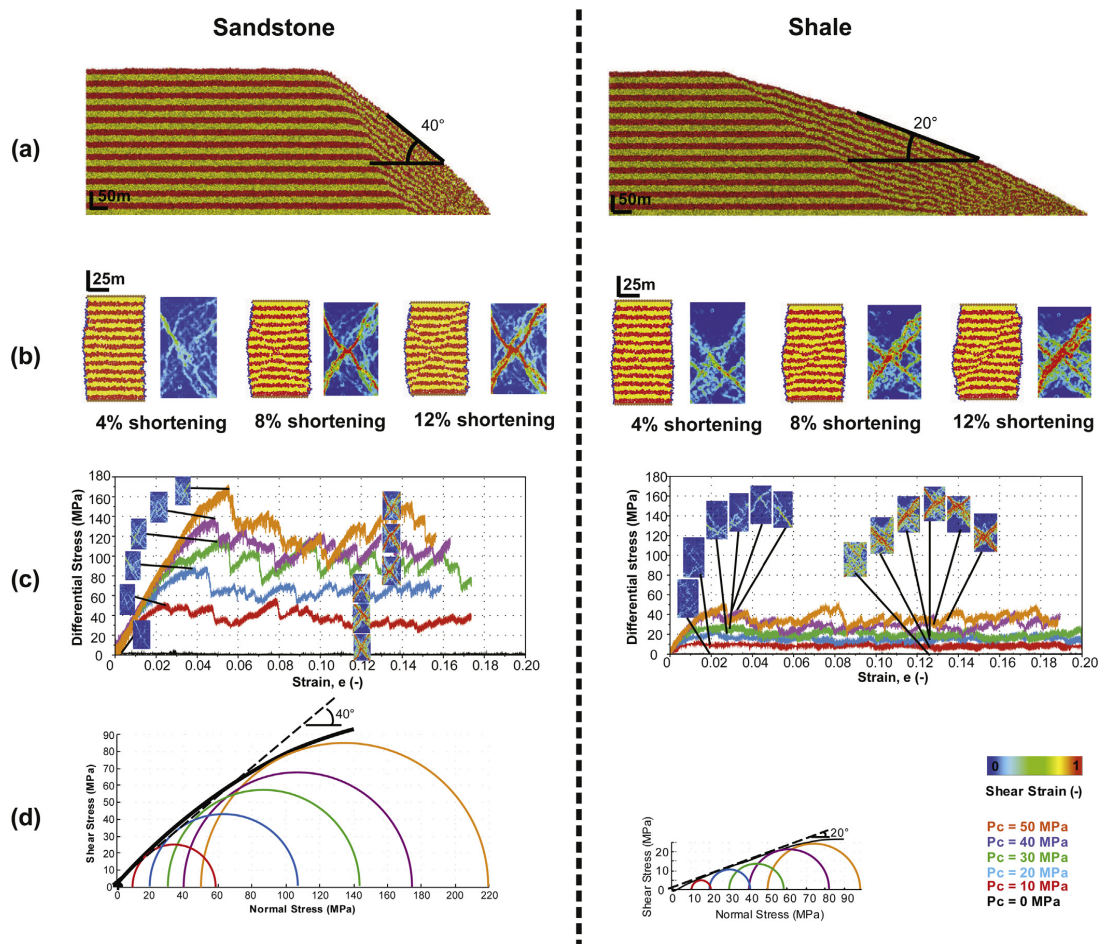 Sandstone
Shale
(a)
40°
50m
20°
50m
(b)
25m
4% shortening
8% shortening
12% shortening
25m
4% shortening
8% shortening
12% shortening
(c)
Differential Stress (MPa)
180
160
140
120
100
80
60
40
20
0
0 0.02 0.04 0.06 0.08 0.10 0.12 0.14 0.16 0.18 0.20
Strain, e (-)
Differential stress (MPa)
180
160
140
120
100
80
60
40
20
0
0.02 0.04 0.06 0.08 0.10 0.12 0.14 0.16 0.18 0.20
Strain, e (-)
(d)
40°
Shear Stress (MPa)
90
80
70
60
50
40
30
20
10
0
0 20 40 60 80 100 120 140 160 180 200 220
Normal Stress (MPa)
20°
Shear Stress (MPa)
20
10
0
0 10 20 30 40 50 60 70 80 90
Normal Stress (MPa)
0 1
Shear Strain (-)
Pc = 50 MPa
Pc = 40 MPa
Pc = 30 MPa
Pc = 20 MPa
Pc = 10 MPa
Pc = 0 MPa